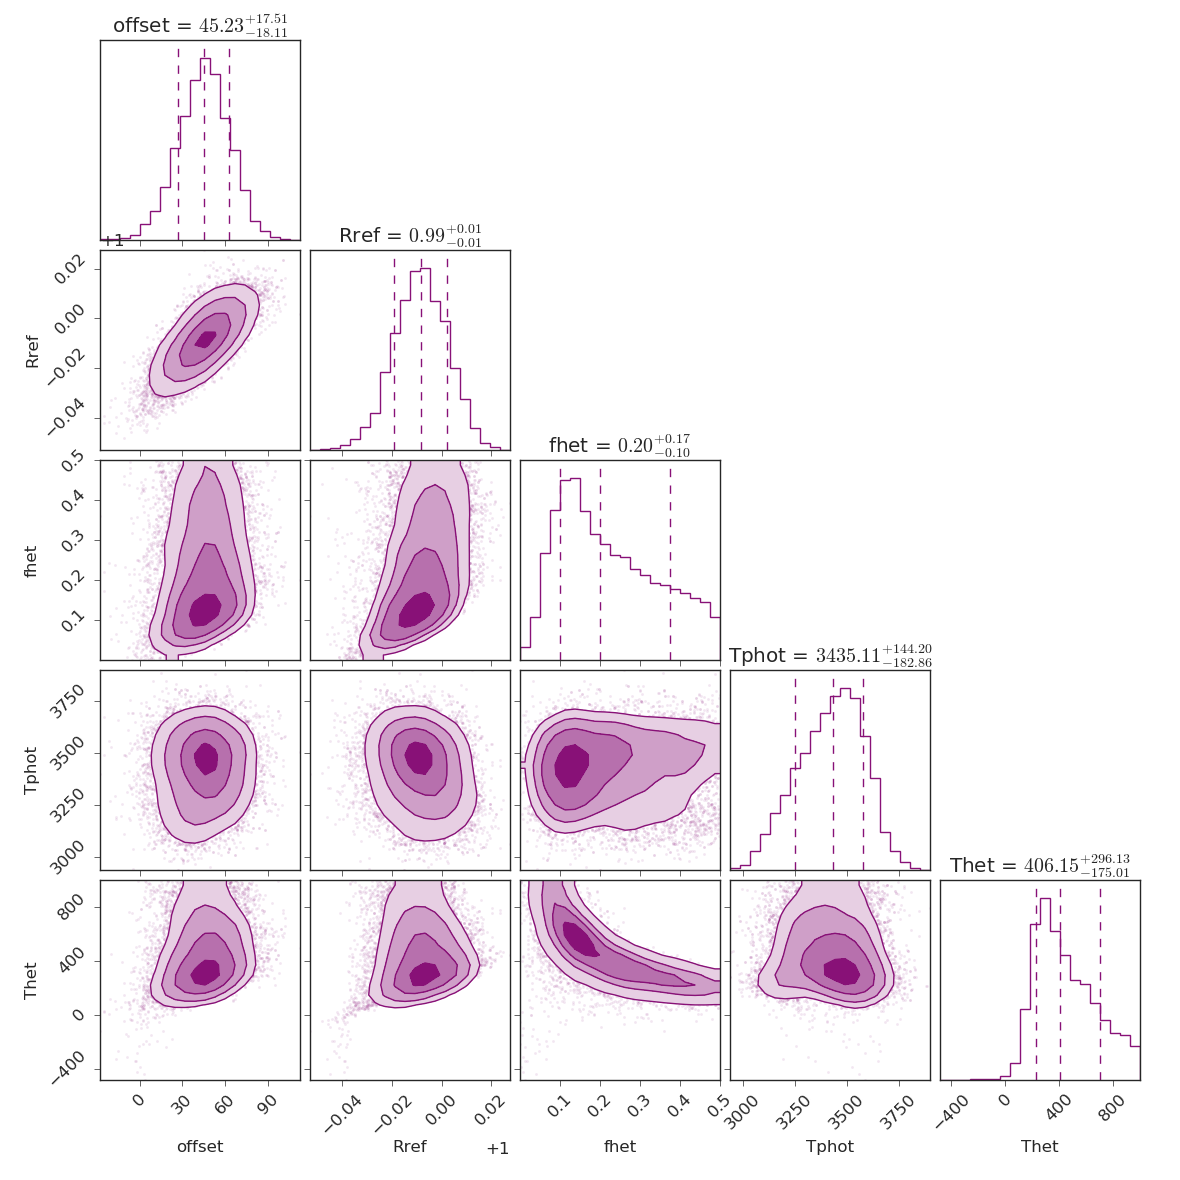 offset = 45.23 +17.51 −18.11
+1
Rref = 0.99 +0.01 −0.01
0.02
0.00
−0.02
−0.04
Rref
fhet = 0.20 +0.17 −0.10
0.5
0.4
0.3
0.2
0.1
fhet
Tphot = 3435.11 +144.20 −182.86
3750
3500
3250
3000
Tphot
Thet = 406.15 +296.13 −175.01
800
400
0
−400
Thet
0 30 60 90
−0.04 −0.02 0.00 0.02
0.1 0.2 0.3 0.4 0.5
3000 3250 3500 3750
−400 0 400 800
offset Rref +1 fhet Tphot Thet